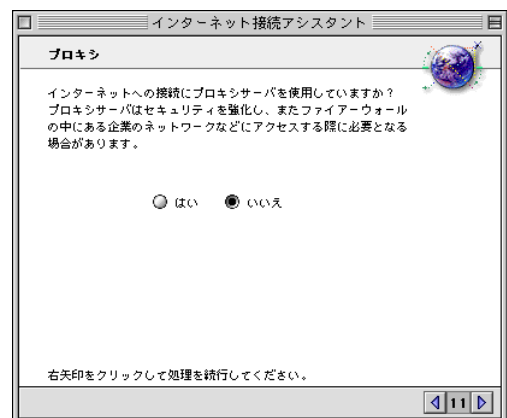 インターネット接続アシスタント
プロキシ
インターネットへの接続にプロキシサーバを使用していますか？
プロキシサーバはセキュリティを強化し、またファイアーウォール
の中にある企業のネットワークなどにアクセスする際に必要となる
場合があります。
はい いいえ
右矢印をクリックして処理を続行してください。
11